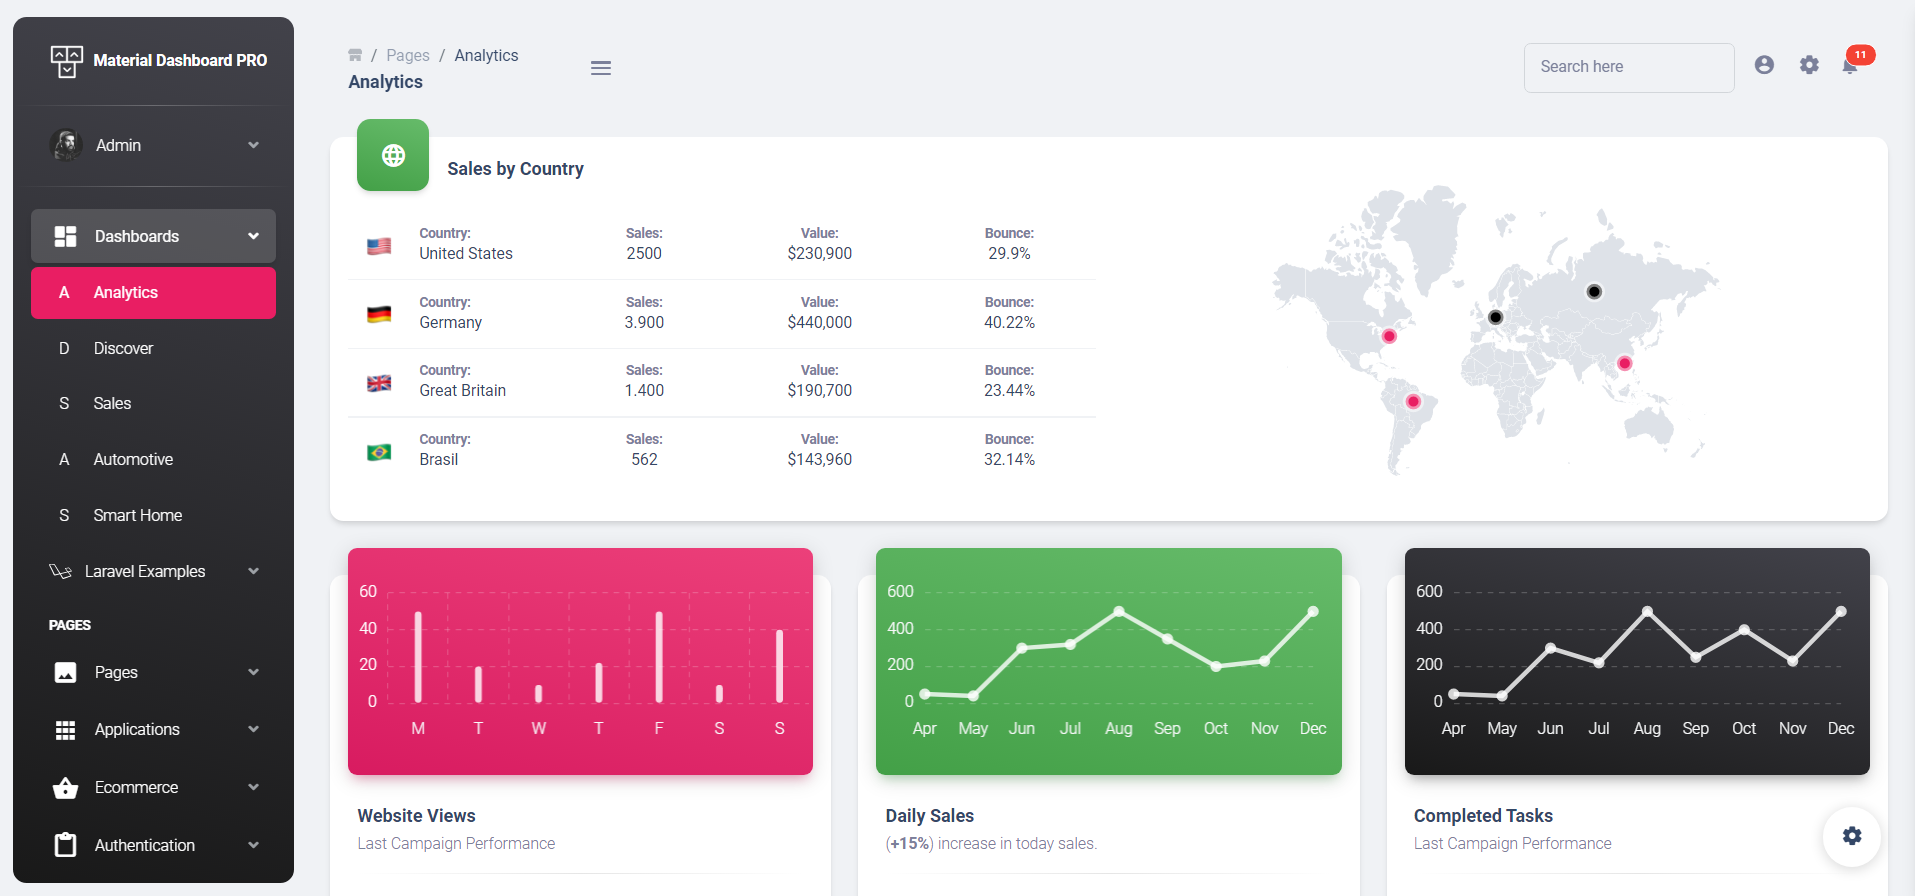 Material Dashboard PRO
Admin
Dashboards
A Analytics
D Discover
S Sales
A Automotive
S Smart Home
Laravel Examples
PAGES
Pages
Applications
Ecommerce
Authentication
/ Pages / Analytics
Analytics
Search here
11
Sales by Country
Country: Sales: Value: Bounce:
United States 2500 $230,900 29.9%
Country: Sales: Value: Bounce:
Germany 3.900 $440,000 40.22%
Country: Sales: Value: Bounce:
Great Britain 1.400 $190,700 23.44%
Country: Sales: Value: Bounce:
Brasil 562 $143,960 32.14%
60
40
20
0
M T W T F S S
Website Views
Last Campaign Performance
600
400
200
0
Apr May Jun Jul Aug Sep Oct Nov Dec
Daily Sales
(+15%) increase in today sales.
600
400
200
0
Apr May Jun Jul Aug Sep Oct Nov Dec
Completed Tasks
Last Campaign Performance